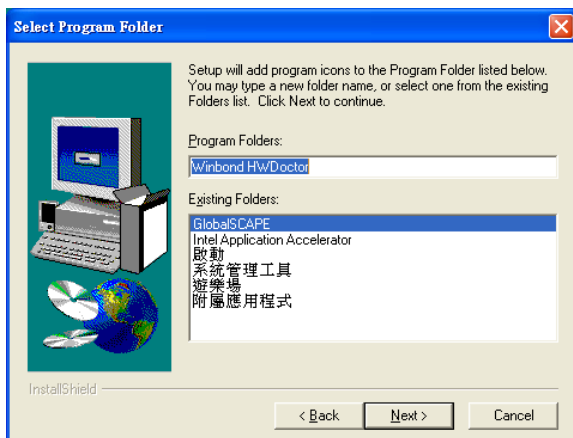 Select Program Folder
Setup will add program icons to the Program Folder listed below.
You may type a new folder name, or select one from the existing
Folders list. Click Next to continue.
Program Folders:
Winbond HWDoctor
Existing Folders:
GlobalSCAPE
Intel Application Accelerator
啟動
系統管理工具
遊樂場
附屬應用程式
InstallShield
< Back
Next >
Cancel